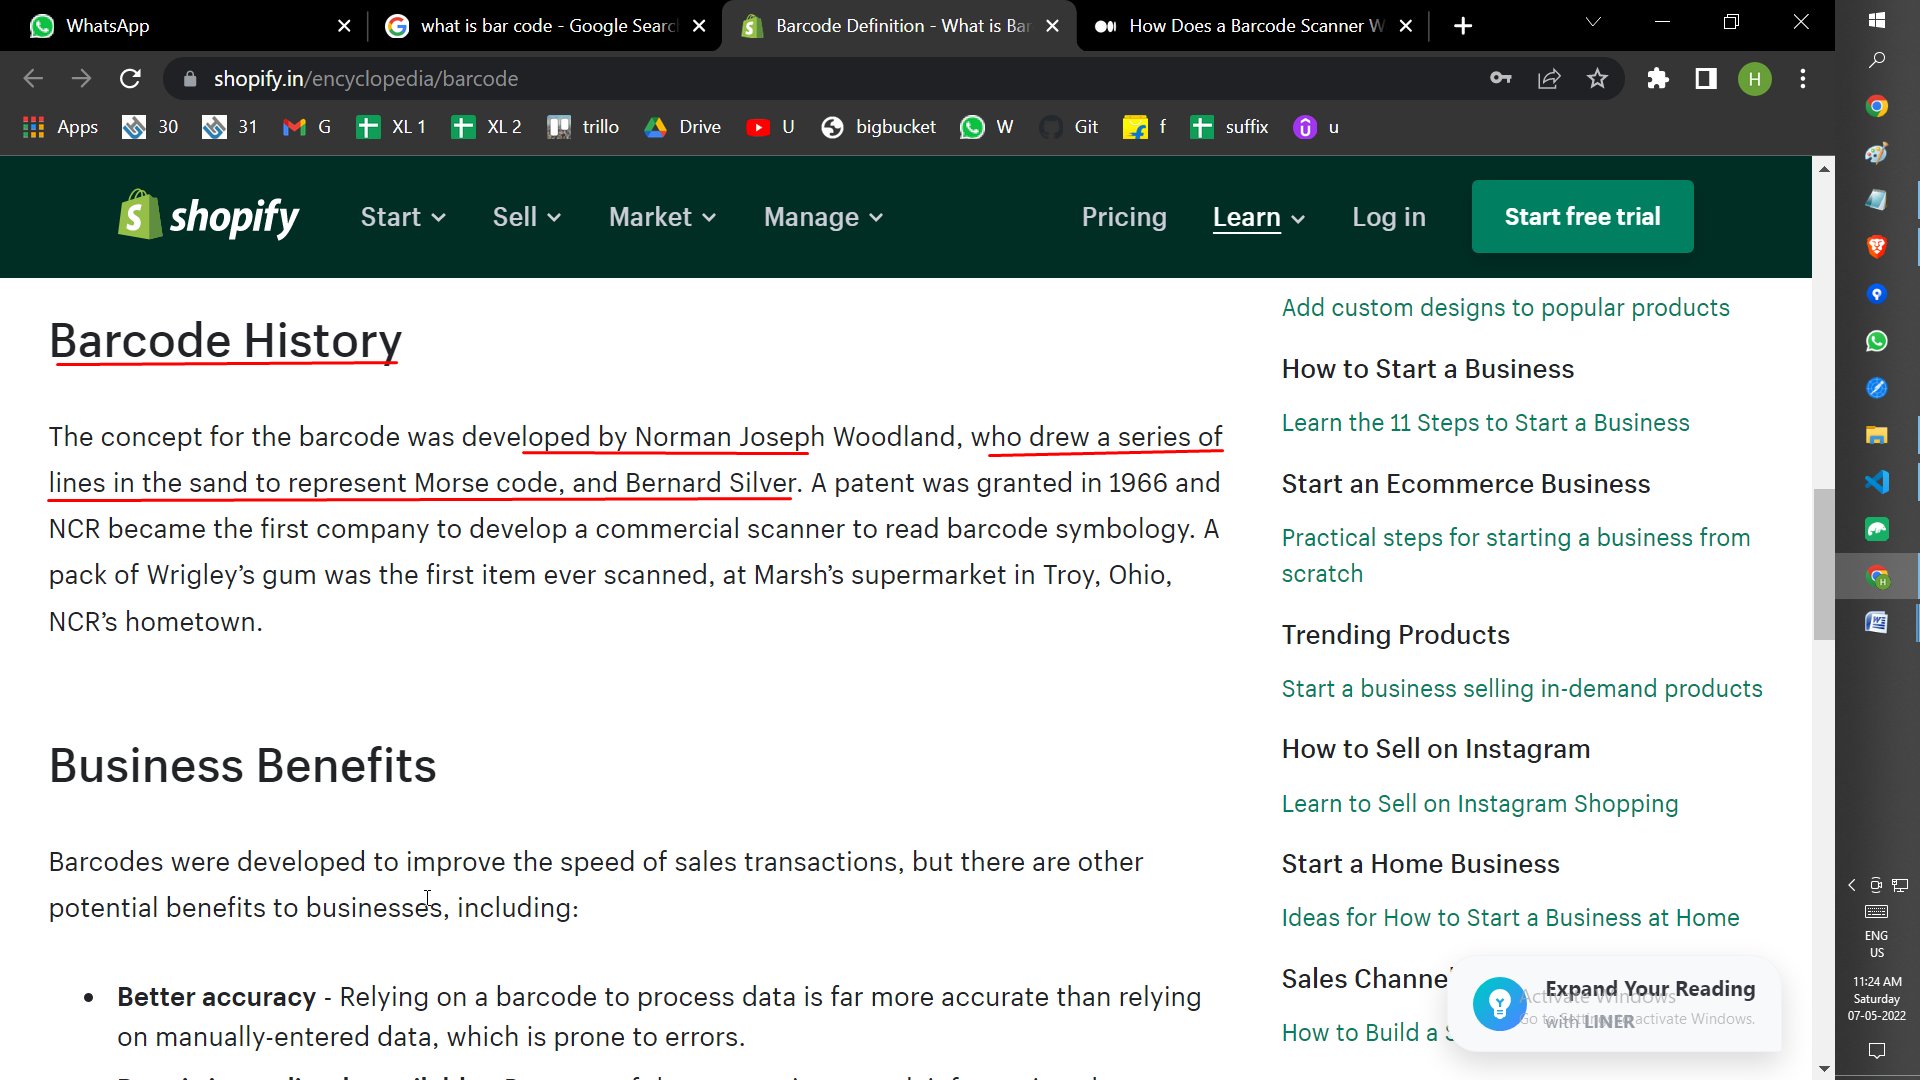 WhatsApp
what is bar code - Google Searc
Barcode Definition - What is Bar
How Does a Barcode Scanner W
shopify.in/encyclopedia/barcode
H
Apps
30
31
G
XL 1
XL 2
trillo
Drive
U
bigbucket
W
Git
f
suffix
u
shopify
Start
Sell
Market
Manage
Pricing
Learn
Log in
Start free trial
Barcode History
The concept for the barcode was developed by Norman Joseph Woodland, who drew a series of
lines in the sand to represent Morse code, and Bernard Silver. A patent was granted in 1966 and
NCR became the first company to develop a commercial scanner to read barcode symbology. A
pack of Wrigley’s gum was the first item ever scanned, at Marsh’s supermarket in Troy, Ohio,
NCR’s hometown.
Business Benefits
Barcodes were developed to improve the speed of sales transactions, but there are other
potential benefits to businesses, including:
Better accuracy - Relying on a barcode to process data is far more accurate than relying
on manually-entered data, which is prone to errors.
Add custom designs to popular products
How to Start a Business
Learn the 11 Steps to Start a Business
Start an Ecommerce Business
Practical steps for starting a business from
scratch
Trending Products
Start a business selling in-demand products
How to Sell on Instagram
Learn to Sell on Instagram Shopping
Start a Home Business
Ideas for How to Start a Business at Home
Sales Channel
How to Build a S
Expand Your Reading
with LINER
Activate Windows
Go to Settings to activate Windows.
ENG
US
11:24 AM
Saturday
07-05-2022